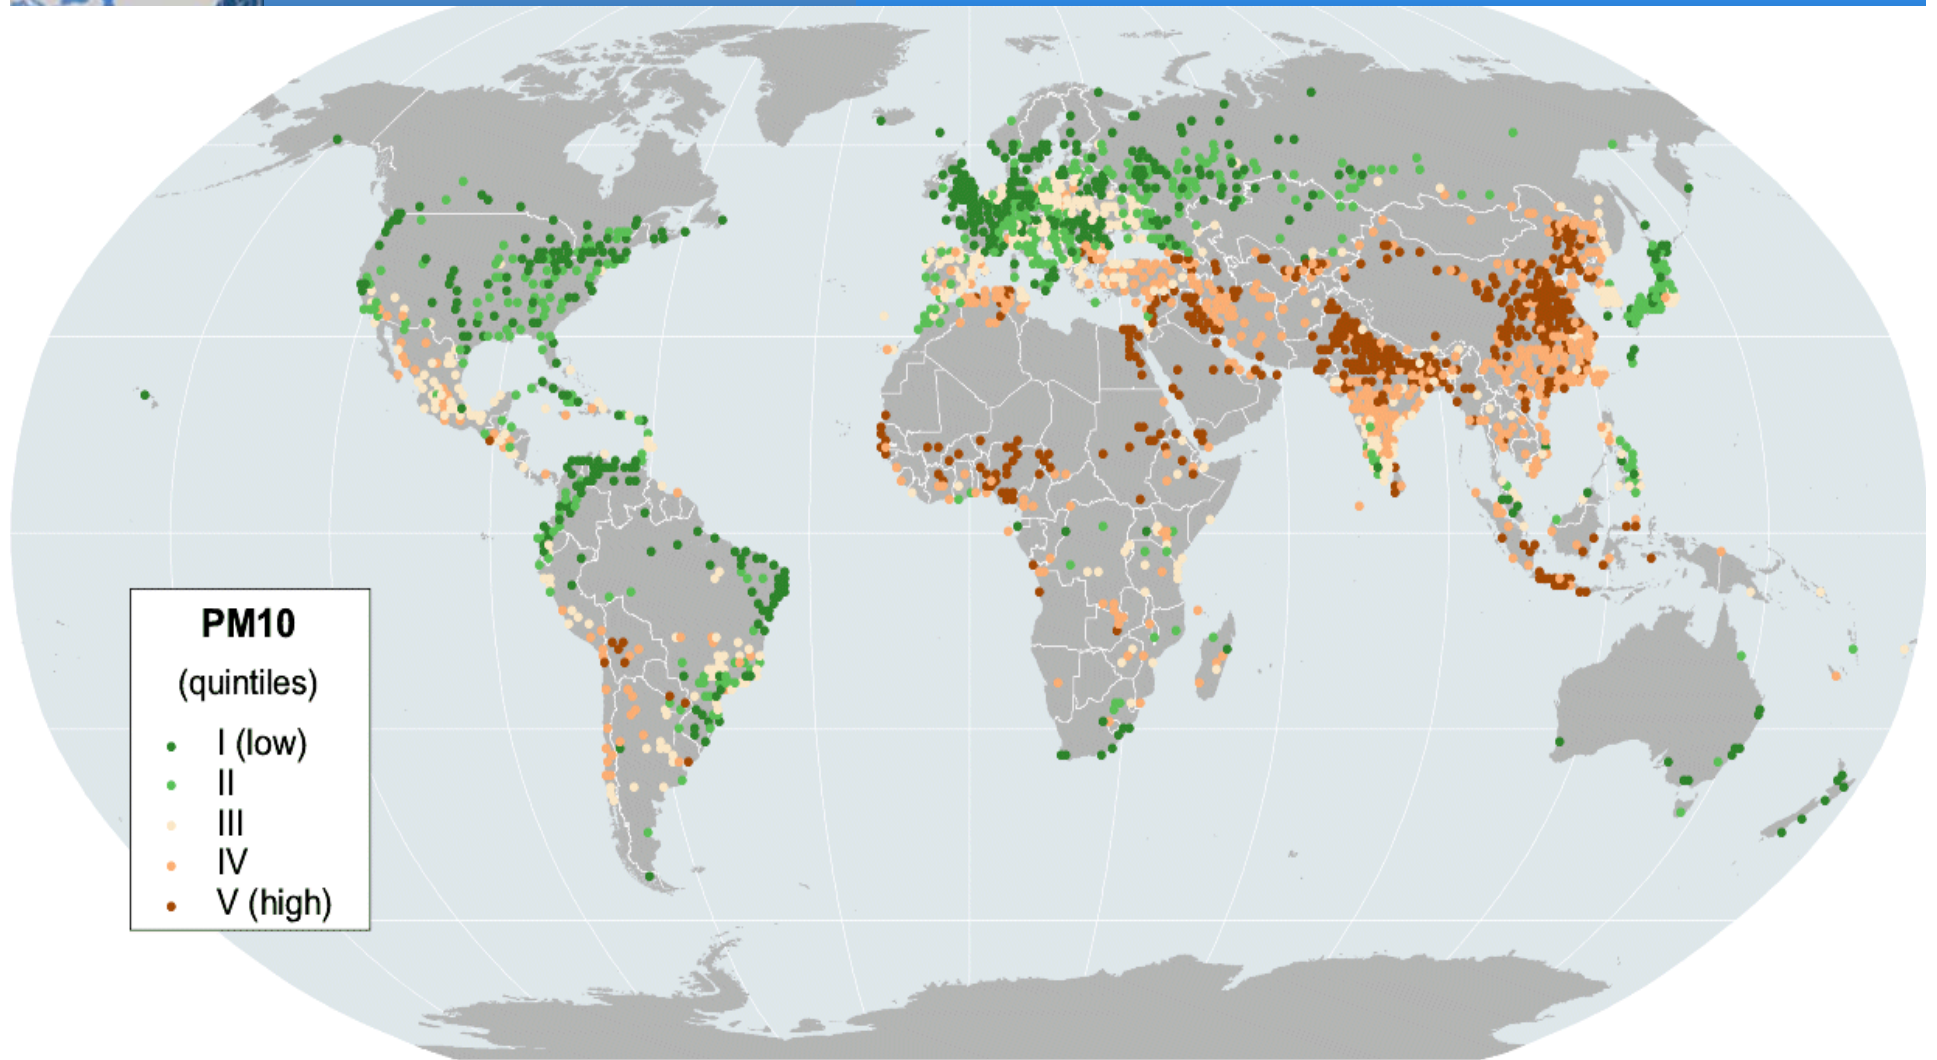 PM10
(quintiles)
I (low)
II
III
IV
V (high)